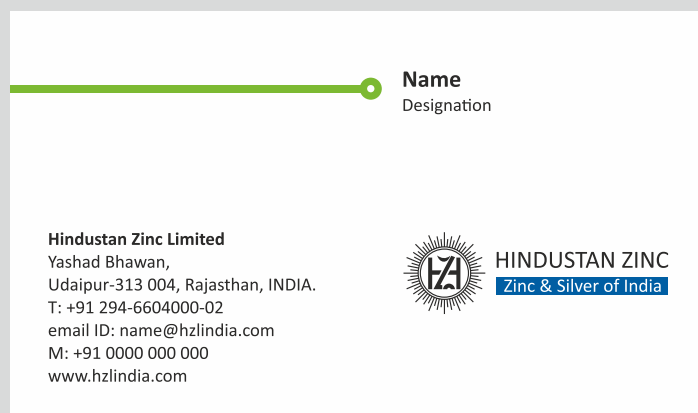 Name
Designation
Hindustan Zinc Limited
Yashad Bhawan,
Udaipur-313 004, Rajasthan, INDIA.
T: +91 294-6604000-02
email ID: name@hzlindia.com
M: +91 0000 000 000
www.hzlindia.com
HZL
HINDUSTAN ZINC
Zinc & Silver of India